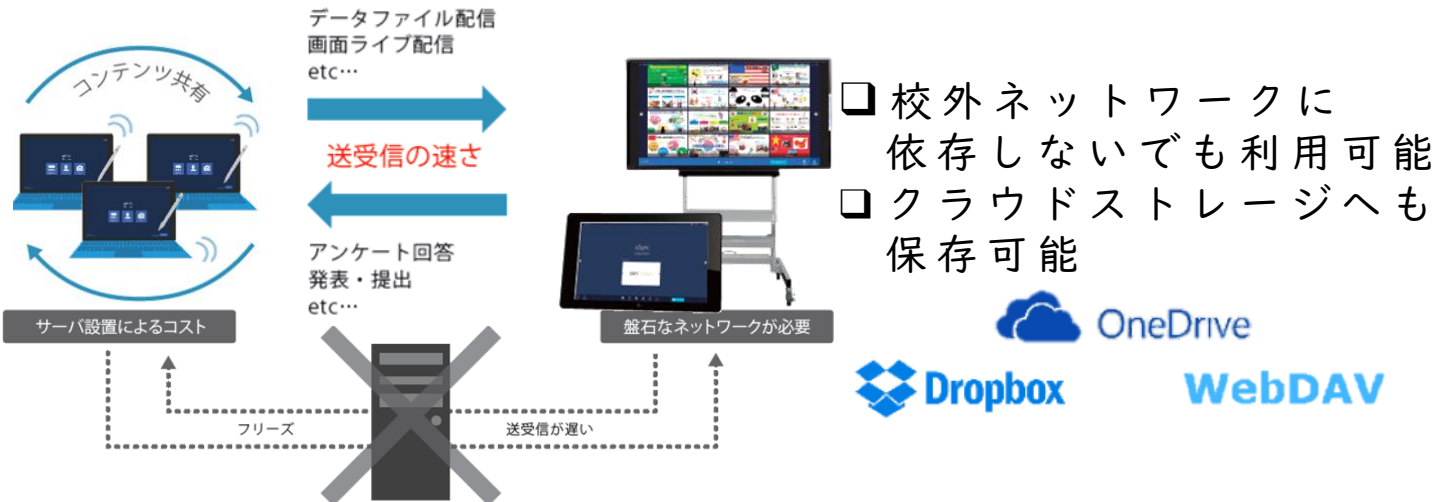 データファイル配信
画面ライブ配信
etc…
コンテンツ共有
送受信の速さ
アンケート回答
発表・提出
etc…
サーバ設置によるコスト
盤石なネットワークが必要
フリーズ
送受信が遅い
❑校外ネットワークに
依存しないでも利用可能
❑クラウドストレージへも
保存可能
OneDrive
Dropbox
WebDAV